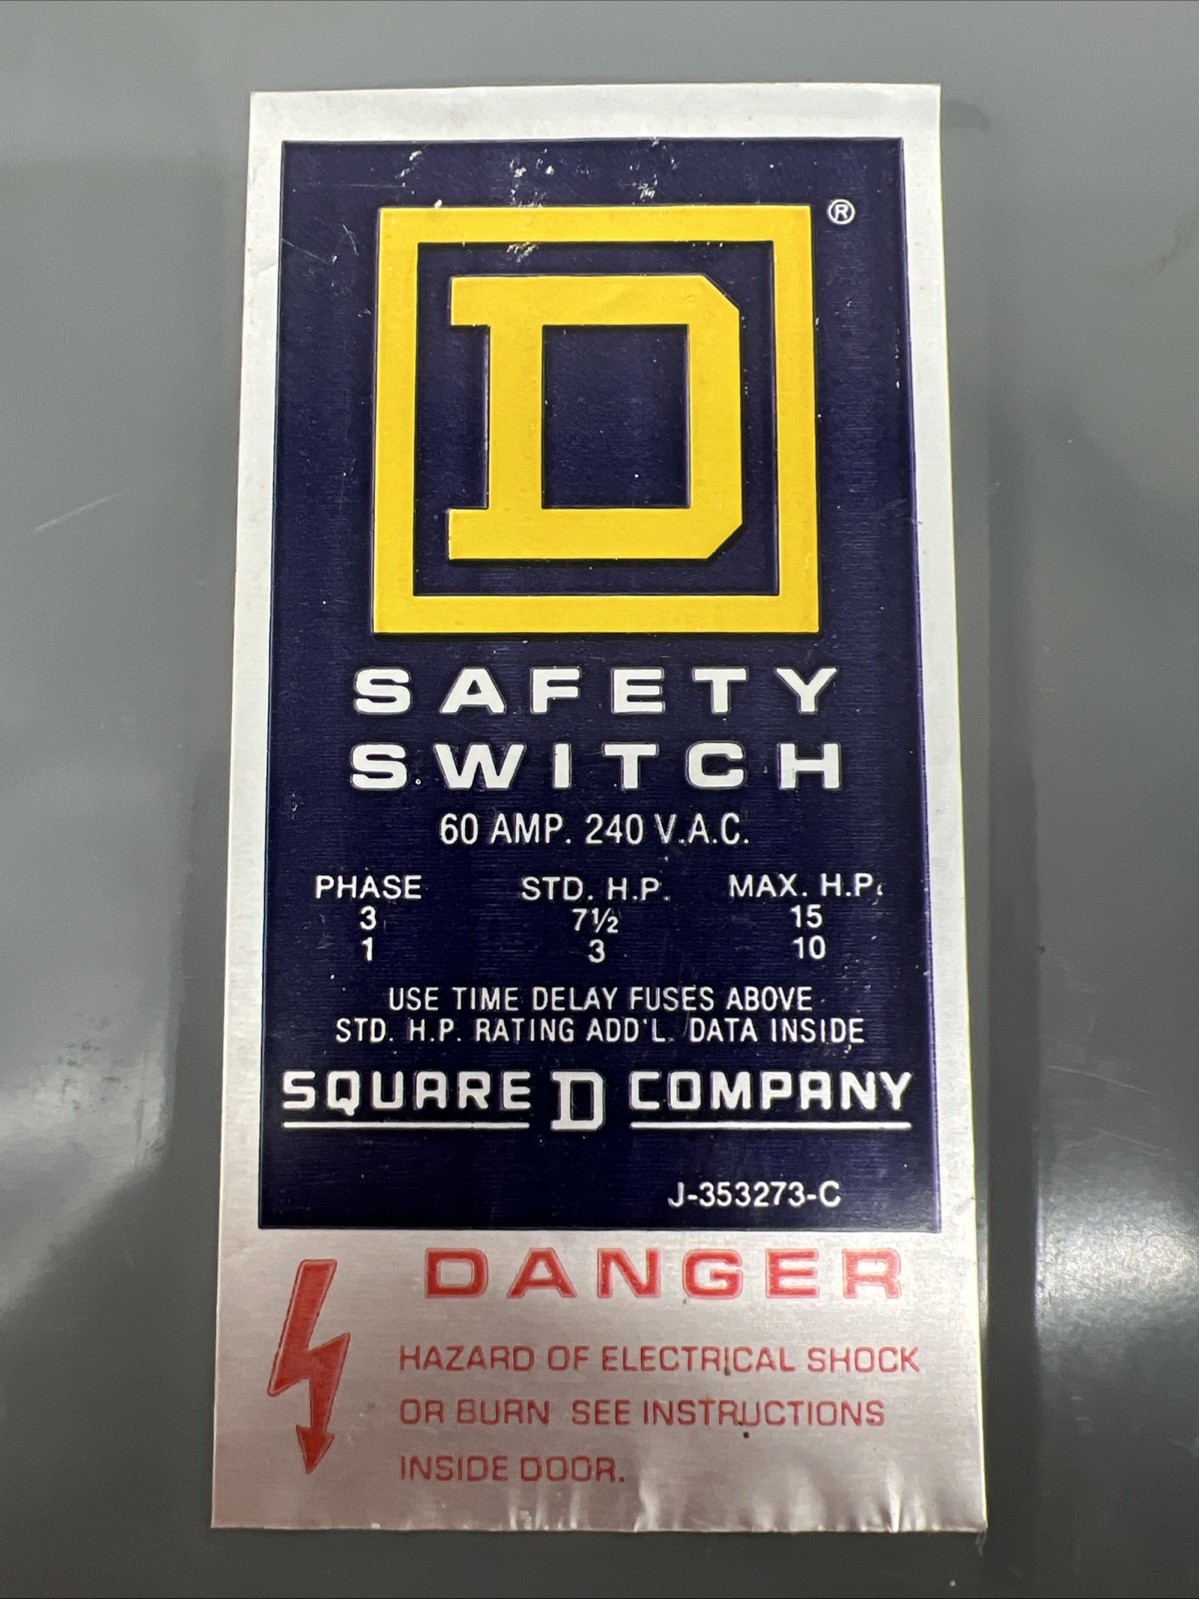 D ®
SAFETY
SWITCH
60 AMP. 240 V.A.C.
PHASE STD. H.P. MAX. H.P.
3 7½ 15
1 3 10
USE TIME DELAY FUSES ABOVE
STD. H.P. RATING ADD'L. DATA INSIDE
SQUARE D COMPANY
J-353273-C
DANGER
HAZARD OF ELECTRICAL SHOCK
OR BURN SEE INSTRUCTIONS
INSIDE DOOR.